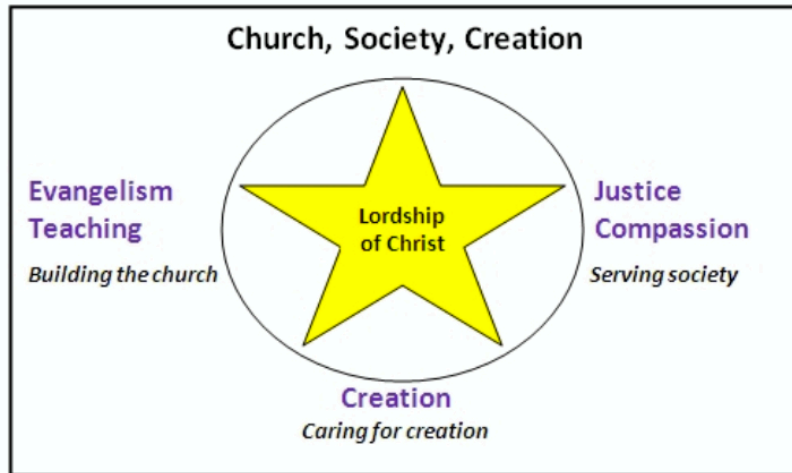 Church, Society, Creation
Evangelism
Teaching
Building the church
Lordship
of Christ
Justice
Compassion
Serving society
Creation
Caring for creation